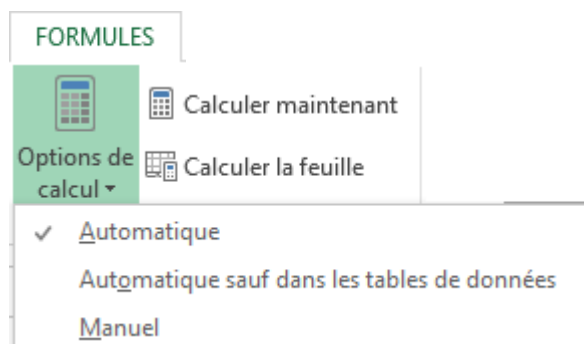 FORMULES
Calculer maintenant
Options de
calcul
Calculer la feuille
Automatique
Automatique sauf dans les tables de données
Manuel